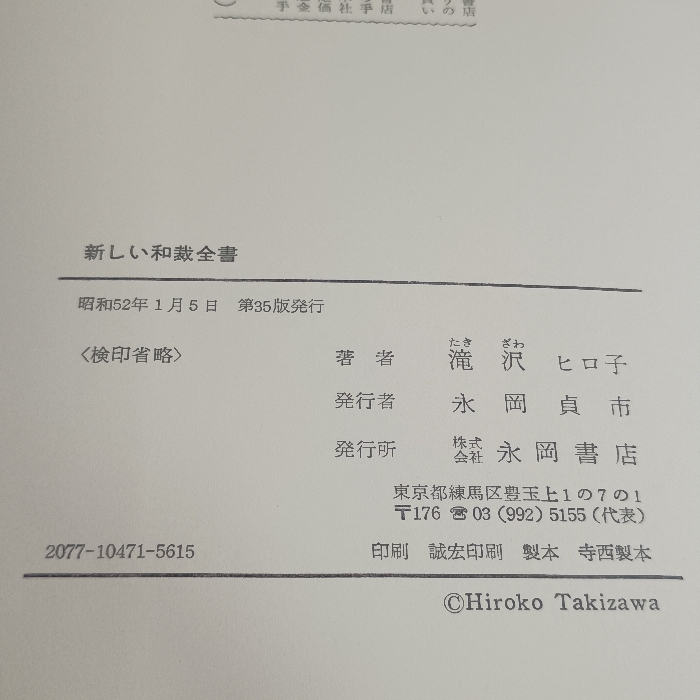 新しい和裁全書
昭和52年1月5日 第35版発行
〈検印省略〉
著者 滝沢ヒロ子
たき ざわ
発行者 永岡貞市
発行所 株式会社 永岡書店
東京都練馬区豊玉上1の7の1
〒176 ☎03(992)5155(代表)
2077-10471-5615 印刷 誠宏印刷 製本 寺西製本
©Hiroko Takizawa